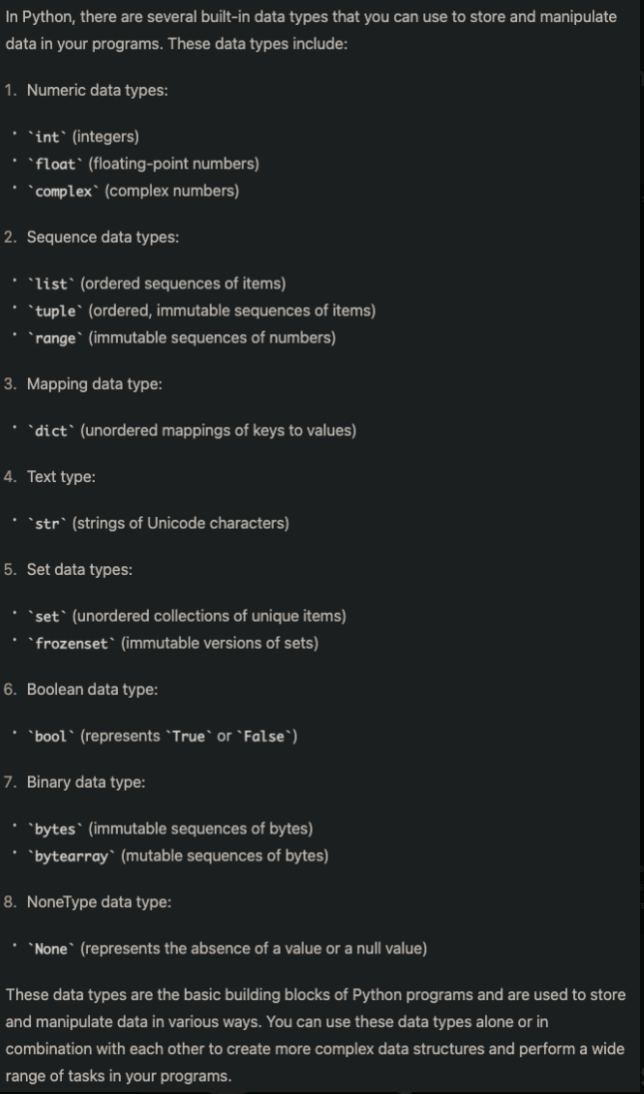 In Python, there are several built-in data types that you can use to store and manipulate
data in your programs. These data types include:
1. Numeric data types:
• `int` (integers)
• `float` (floating-point numbers)
• `complex` (complex numbers)
2. Sequence data types:
• `list` (ordered sequences of items)
• `tuple` (ordered, immutable sequences of items)
• `range` (immutable sequences of numbers)
3. Mapping data type:
• `dict` (unordered mappings of keys to values)
4. Text type:
• `str` (strings of Unicode characters)
5. Set data types:
• `set` (unordered collections of unique items)
• `frozenset` (immutable versions of sets)
6. Boolean data type:
• `bool` (represents `True` or `False`)
7. Binary data type:
• `bytes` (immutable sequences of bytes)
• `bytearray` (mutable sequences of bytes)
8. NoneType data type:
• `None` (represents the absence of a value or a null value)
These data types are the basic building blocks of Python programs and are used to store
and manipulate data in various ways. You can use these data types alone or in
combination with each other to create more complex data structures and perform a wide
range of tasks in your programs.